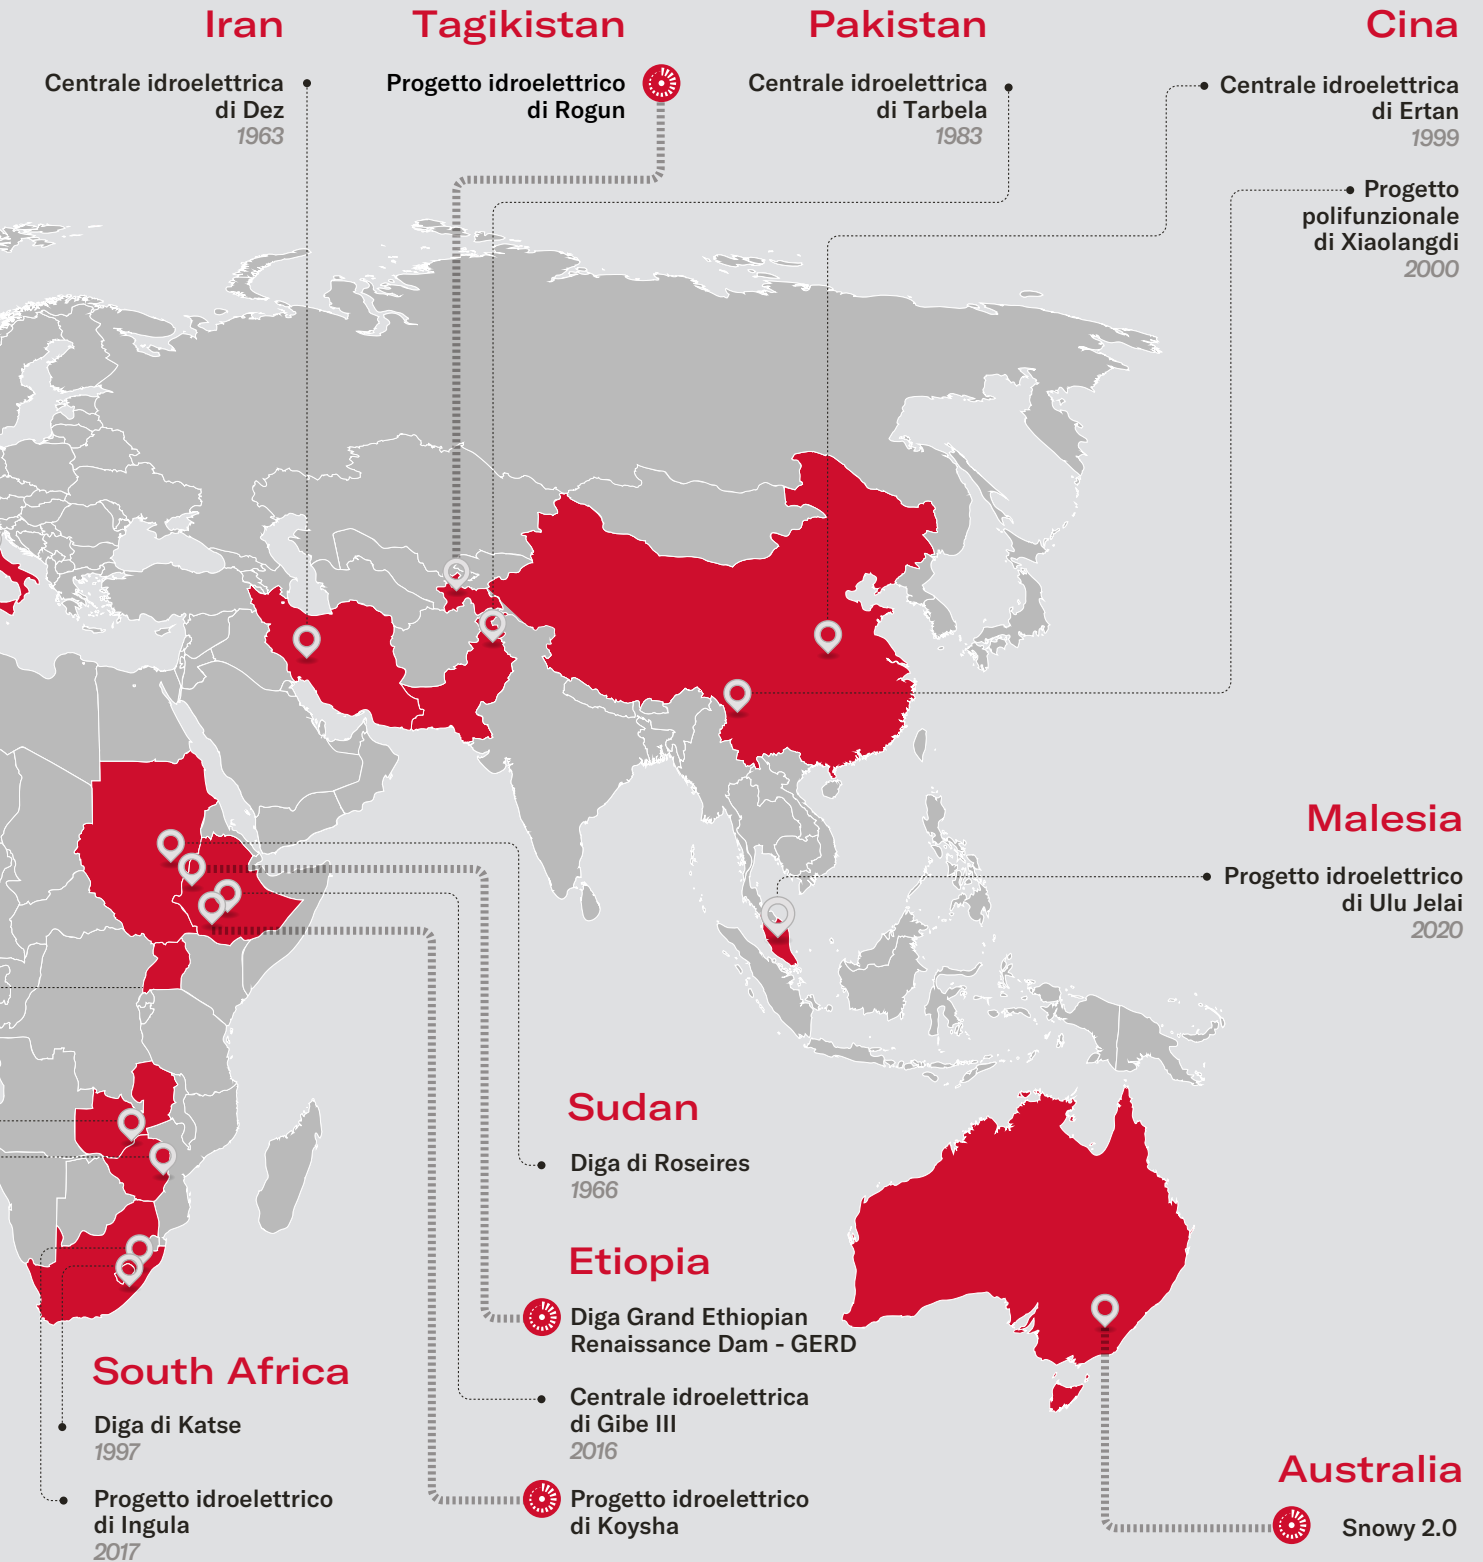 Iran
Centrale idroelettrica
di Dez
1963
Tagikistan
Progetto idroelettrico
di Rogun
Pakistan
Centrale idroelettrica
di Tarbela
1983
Cina
Centrale idroelettrica
di Ertan
1999
Progetto
polifunzionale
di Xiaolangdi
2000
Malesia
Progetto idroelettrico
di Ulu Jelai
2020
Sudan
Diga di Roseires
1966
Etiopia
Diga Grand Ethiopian
Renaissance Dam - GERD
Centrale idroelettrica
di Gibe III
2016
Progetto idroelettrico
di Koysha
South Africa
Diga di Katse
1997
Progetto idroelettrico
di Ingula
2017
Australia
Snowy 2.0